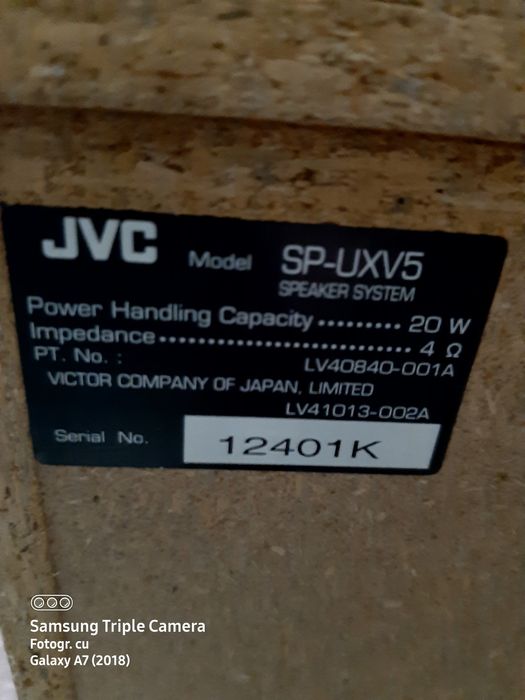 JVC Model SP-UXV5
SPEAKER SYSTEM
Power Handling Capacity ········· 20 W
Impedance ······························ 4 Ω
PT. No. : LV40840-001A
VICTOR COMPANY OF JAPAN, LIMITED
LV41013-002A
Serial No. 12401K
Samsung Triple Camera
Fotogr. cu
Galaxy A7 (2018)